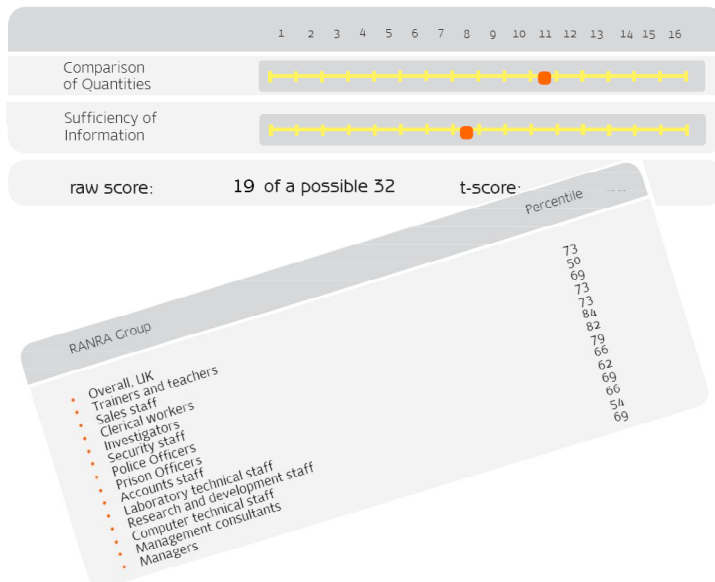 1 2 3 4 5 6 7 8 9 10 11 12 13 14 15 16
Comparison
of Quantities
Sufficiency of
Information
raw score: 19 of a possible 32 t-score:
RANRA Group Percentile
Overall, UK 73
Trainers and teachers 50
Sales staff 69
Clerical workers 73
Investigators 73
Security staff 84
Police Officers 82
Prison Officers 79
Accounts staff 66
Laboratory technical staff 62
Research and development staff 69
Computer technical staff 66
Management consultants 54
Managers 69